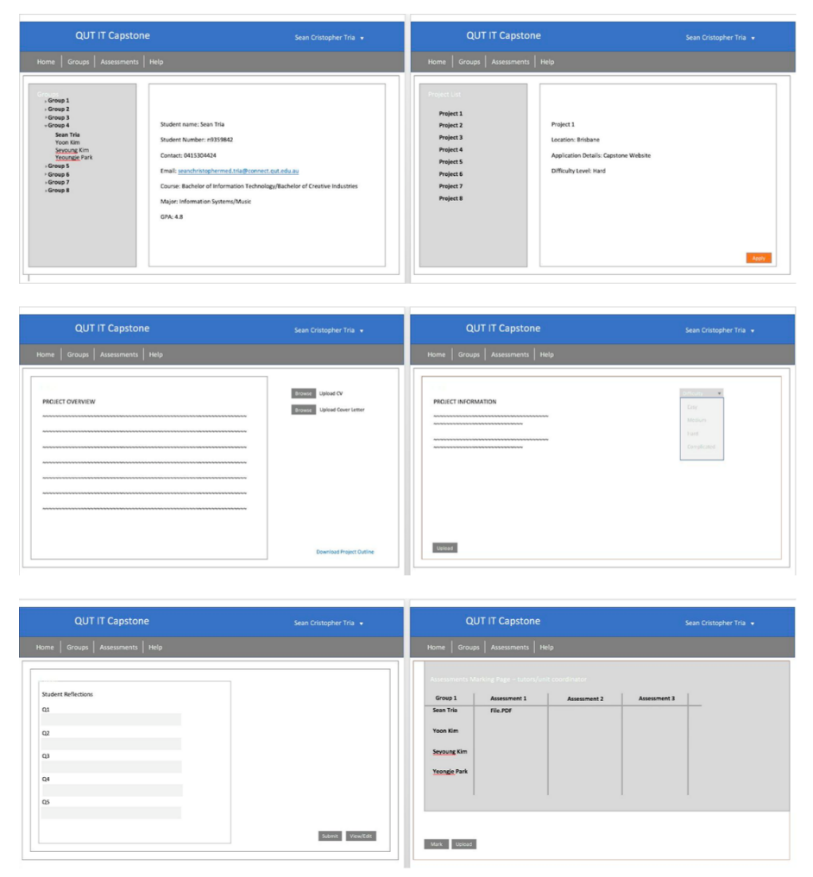 QUT IT Capstone
Sean Cristopher Tria
Home Groups Assessments Help
Groups
Group 1
Group 2
Group 3
Group 4
Sean Tria
Yoon Kim
Seyoung Kim
Yeoungje Park
Group 5
Group 6
Group 7
Group 8
Student name: Sean Tria
Student Number: n9359842
Contact: 0415304424
Email: seanchristophermed.tria@connect.qut.edu.au
Course: Bachelor of Information Technology/Bachelor of Creative Industries
Major: Information Systems/Music
GPA: 4.8
QUT IT Capstone
Sean Cristopher Tria
Home Groups Assessments Help
Project List
Project 1
Project 2
Project 3
Project 4
Project 5
Project 6
Project 7
Project 8
Project 1
Location: Brisbane
Application Details: Capstone Website
Difficulty Level: Hard
Apply
QUT IT Capstone
Sean Cristopher Tria
Home Groups Assessments Help
PROJECT OVERVIEW
Browse Upload CV
Browse Upload Cover Letter
Download Project Outline
QUT IT Capstone
Sean Cristopher Tria
Home Groups Assessments Help
PROJECT INFORMATION
Easy
Medium
Hard
Complicated
Upload
QUT IT Capstone
Sean Cristopher Tria
Home Groups Assessments Help
Student Reflections
Q1
Q2
Q3
Q4
Q5
Submit View/Edit
QUT IT Capstone
Sean Cristopher Tria
Home Groups Assessments Help
Assessments Marking Page – tutors/unit coordinator
Group 1 Assessment 1 Assessment 2 Assessment 3
Sean Tria File.PDF
Yoon Kim
Seyoung Kim
Yeongje Park
Mark Upload